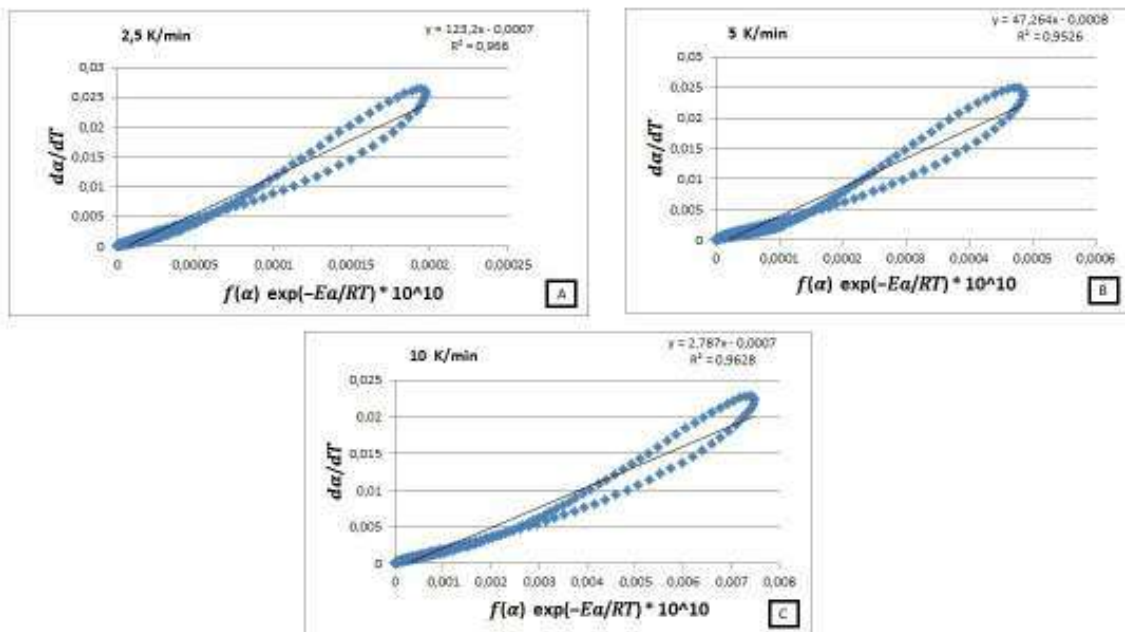 2,5 K/min
y = 123,2x - 0,0007
R² = 0,966
0,03
0,025
0,02
0,015
0,01
0,005
0
dα/dT
0 0,00005 0,0001 0,00015 0,0002 0,00025
f(α) exp(−Ea/RT) * 10^10
A
5 K/min
y = 47,264x - 0,0008
R² = 0,9526
0,025
0,02
0,015
0,01
0,005
0
dα/dT
0 0,0001 0,0002 0,0003 0,0004 0,0005 0,0006
f(α) exp(−Ea/RT) * 10^10
B
10 K/min
y = 2,787x - 0,0007
R² = 0,9628
0,025
0,02
0,015
0,01
0,005
0
dα/dT
0 0,001 0,002 0,003 0,004 0,005 0,006 0,007 0,008
f(α) exp(−Ea/RT) * 10^10
C